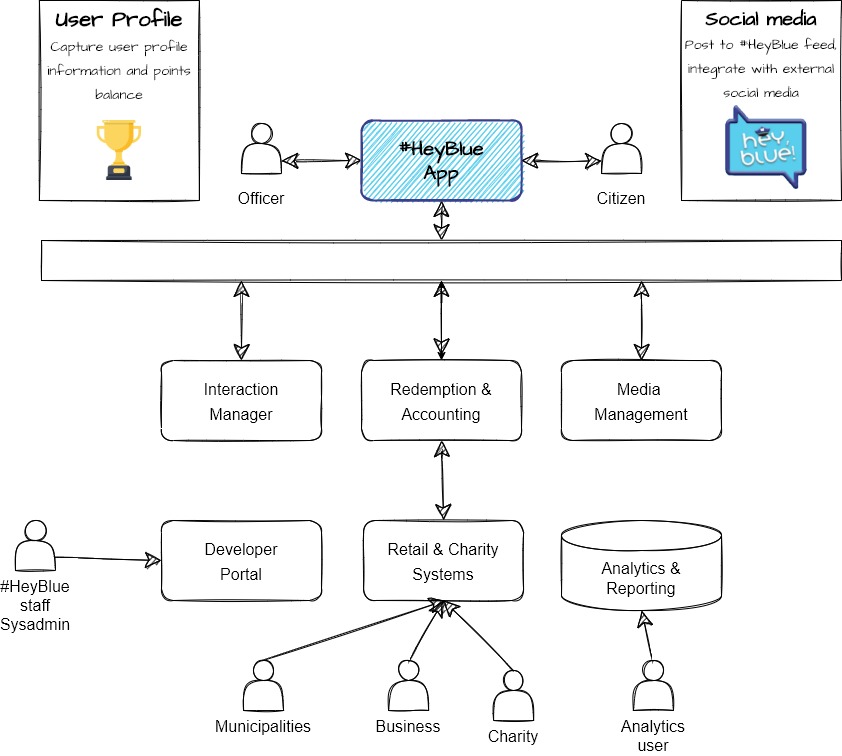 User Profile
Capture user profile
information and points
balance
Social media
Post to #HeyBlue feed,
integrate with external
social media
hey,
blue!
#HeyBlue
App
Officer
Citizen
Interaction
Manager
Redemption &
Accounting
Media
Management
Developer
Portal
Retail & Charity
Systems
Analytics &
Reporting
#HeyBlue
staff
Sysadmin
Municipalities
Business
Charity
Analytics
user